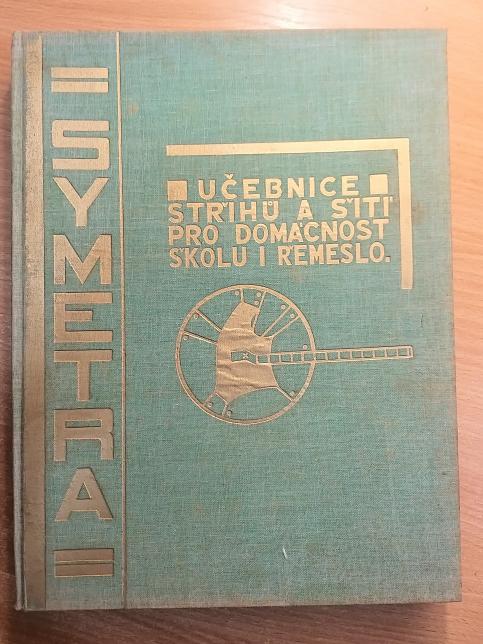 = SYMETRA =
UČEBNICE
STŘIHŮ A ŠITÍ
PRO DOMÁCNOST
ŠKOLU I ŘEMESLO.